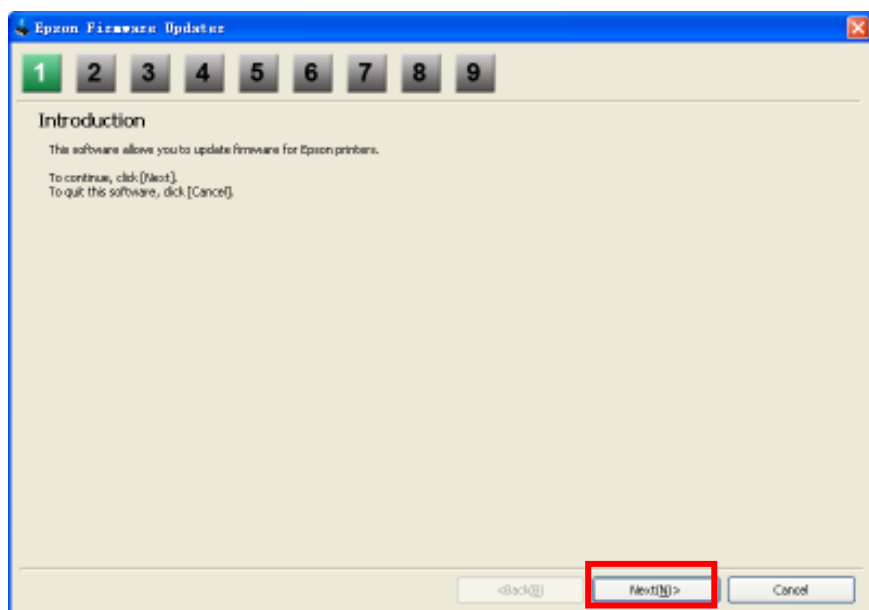 Epson Firmware Updater
1 2 3 4 5 6 7 8 9
Introduction
This software allows you to update firmware for Epson printers.
To continue, click [Next].
To quit this software, click [Cancel].
<Back(B) Next(N)> Cancel